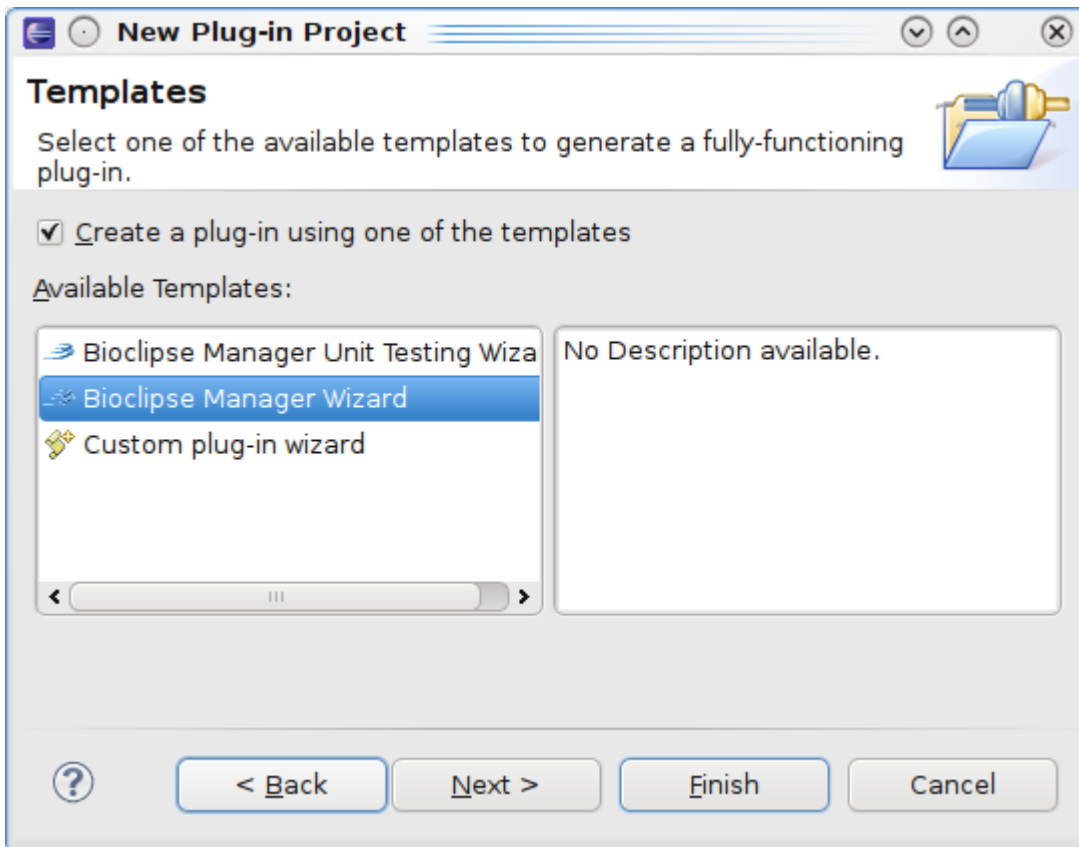 New Plug-in Project
Templates
Select one of the available templates to generate a fully-functioning
plug-in.
Create a plug-in using one of the templates
Available Templates:
Bioclipse Manager Unit Testing Wiza
Bioclipse Manager Wizard
Custom plug-in wizard
No Description available.
?
< Back
Next >
Finish
Cancel